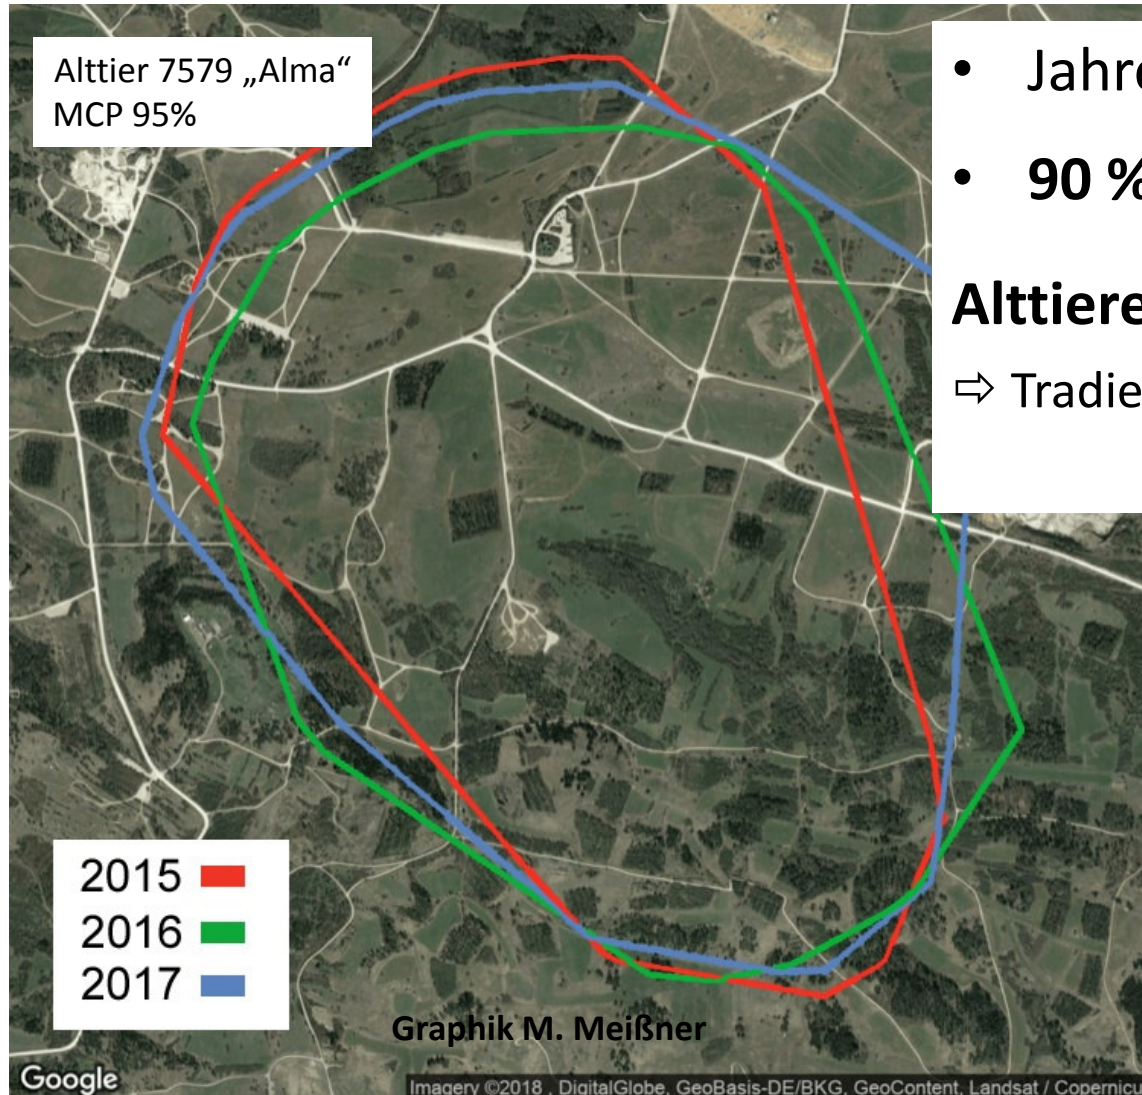 Alttier 7579 „Alma“
MCP 95%
• Jahre
• 90 %
Alttiere
⇨ Tradie
2015
2016
2017
Graphik M. Meißner
Google
Imagery ©2018 , DigitalGlobe, GeoBasis-DE/BKG, GeoContent, Landsat / Copernicu